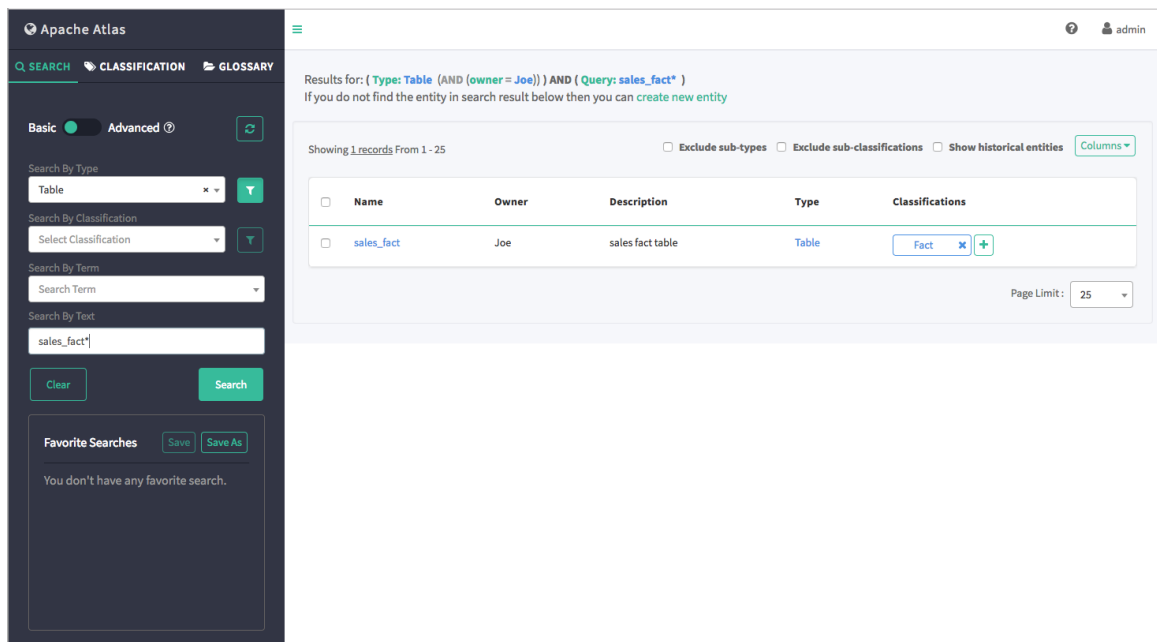 Apache Atlas
admin
SEARCH CLASSIFICATION GLOSSARY
Basic Advanced
Search By Type
Table
Search By Classification
Select Classification
Search By Term
Search Term
Search By Text
sales_fact*
Clear Search
Favorite Searches Save Save As
You don't have any favorite search.
Results for: ( Type: Table (AND (owner = Joe)) ) AND ( Query: sales_fact* )
If you do not find the entity in search result below then you can create new entity
Showing 1 records From 1 - 25 Exclude sub-types Exclude sub-classifications Show historical entities Columns
Name Owner Description Type Classifications
sales_fact Joe sales fact table Table Fact
Page Limit : 25